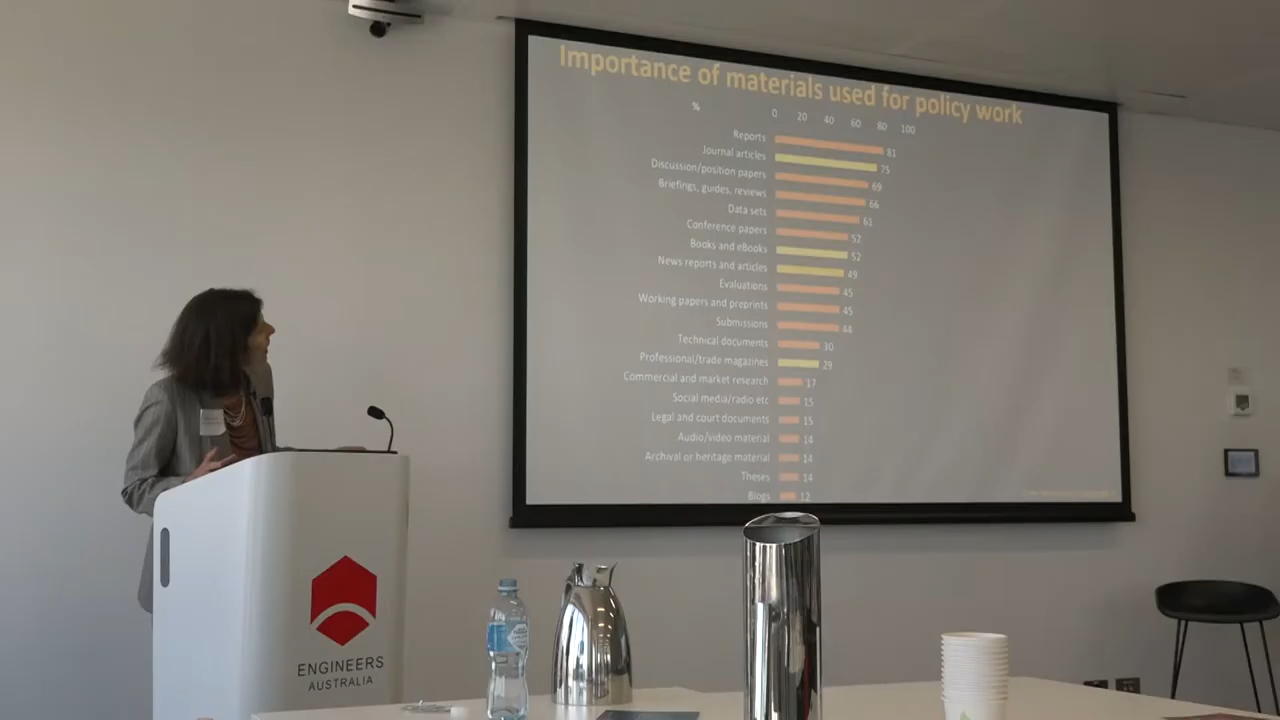 Importance of materials used for policy work
%
0 20 40 60 80 100
Reports 81
Journal articles 75
Discussion/position papers 69
Briefings, guides, reviews 66
Data sets 61
Conference papers 52
Books and eBooks 52
News reports and articles 49
Evaluations 45
Working papers and preprints 45
Submissions 44
Technical documents 30
Professional/trade magazines 29
Commercial and market research 17
Social media/radio etc 15
Legal and court documents 15
Audio/video material 14
Archival or heritage material 14
Theses 14
Blogs 12
ENGINEERS
AUSTRALIA